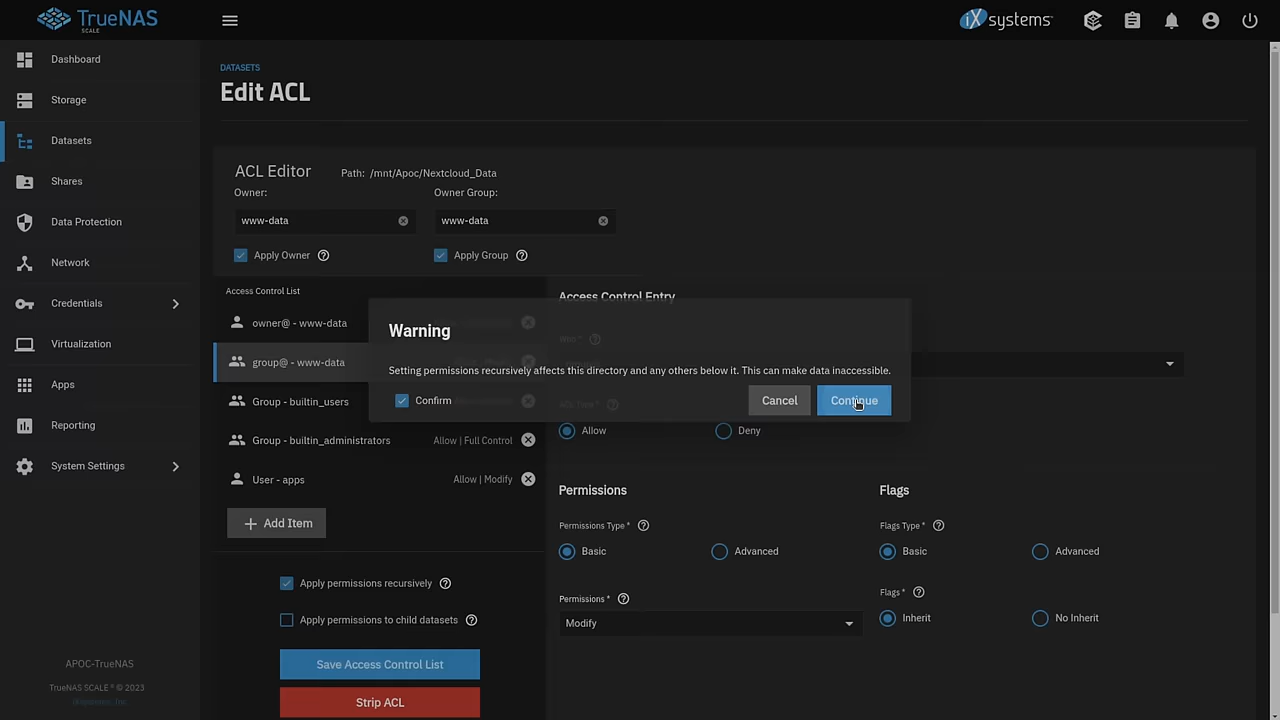 TrueNAS
SCALE
iXsystems
Dashboard
Storage
Datasets
Shares
Data Protection
Network
Credentials
Virtualization
Apps
Reporting
System Settings
APOC-TrueNAS
TrueNAS SCALE ® © 2023
iXsystems, Inc.
DATASETS
Edit ACL
ACL Editor
Path: /mnt/Apoc/Nextcloud_Data
Owner:
Owner Group:
www-data
www-data
Apply Owner
Apply Group
Access Control List
owner@ - www-data
group@ - www-data
Group - builtin_users
Group - builtin_administrators Allow | Full Control
User - apps Allow | Modify
Add Item
Apply permissions recursively
Apply permissions to child datasets
Save Access Control List
Strip ACL
Access Control Entry
Who *
Warning
Setting permissions recursively affects this directory and any others below it. This can make data inaccessible.
Confirm
Cancel
Continue
ACL Type *
Allow
Deny
Permissions
Flags
Permissions Type *
Flags Type *
Basic
Advanced
Basic
Advanced
Permissions *
Flags *
Modify
Inherit
No Inherit